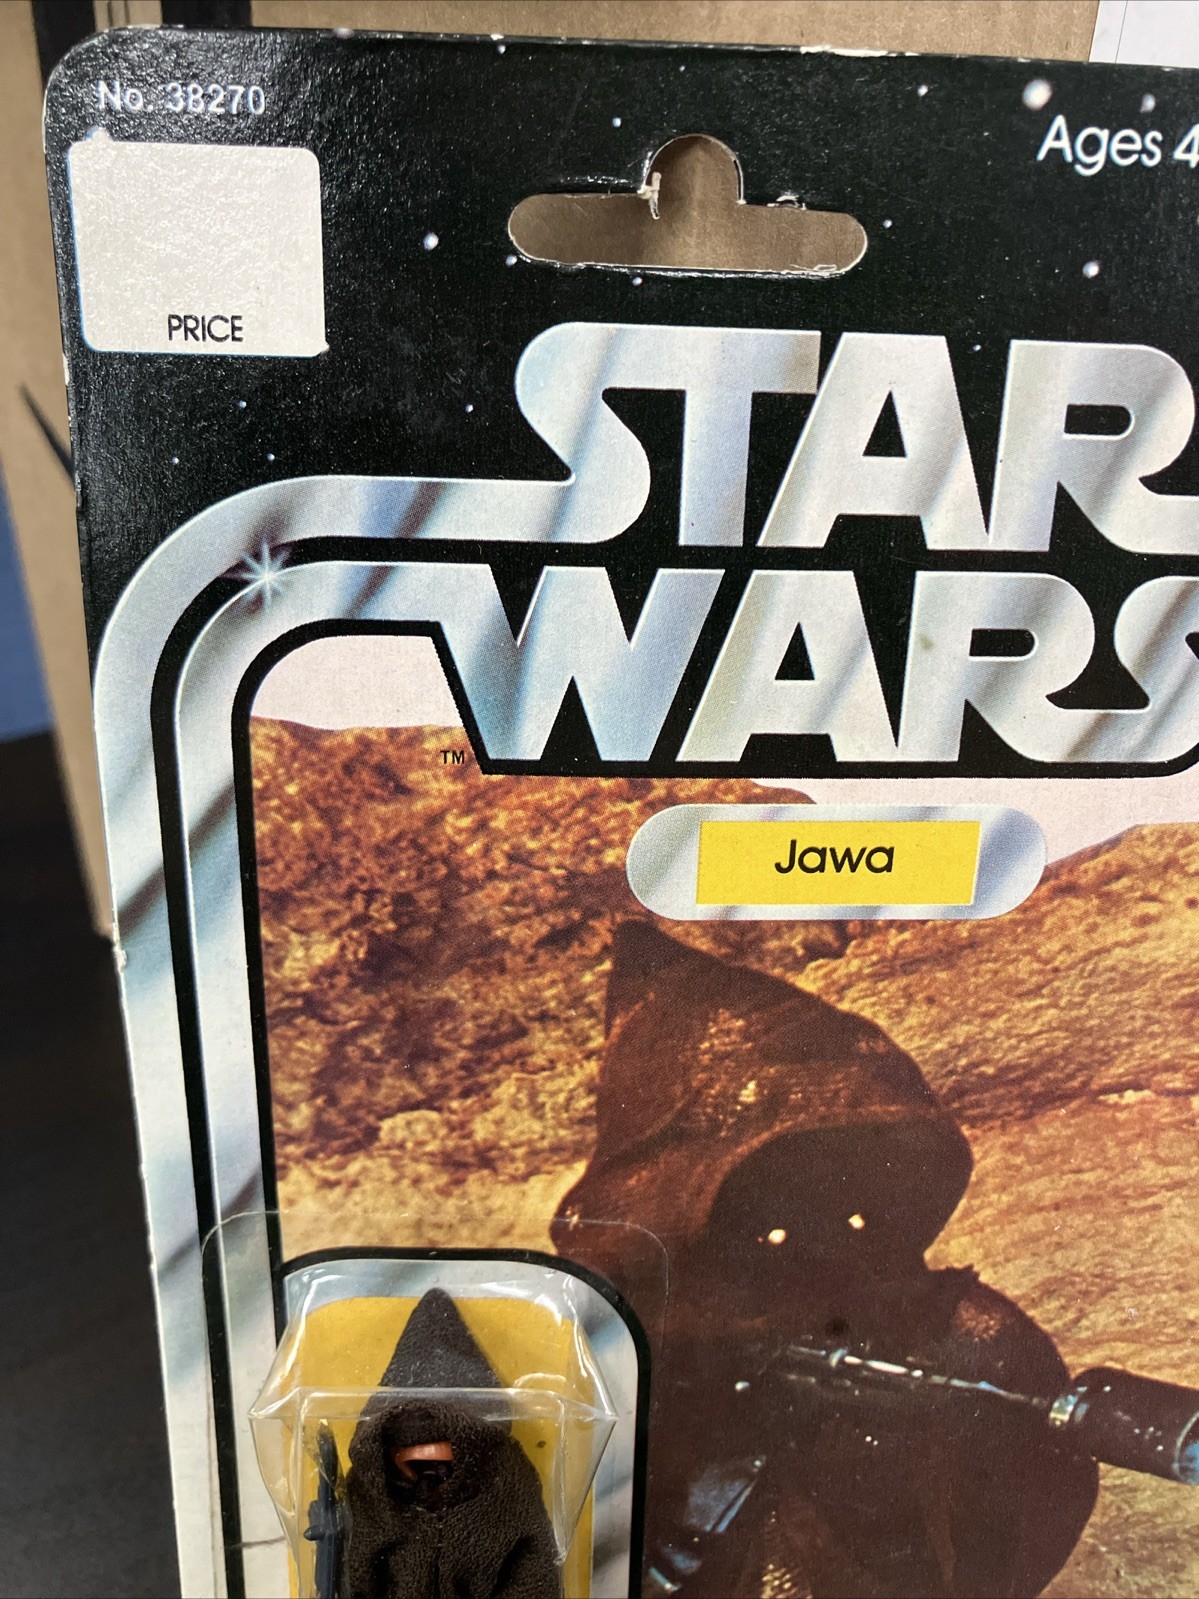 No. 38270
Ages 4
PRICE
STAR
WARS
TM
Jawa